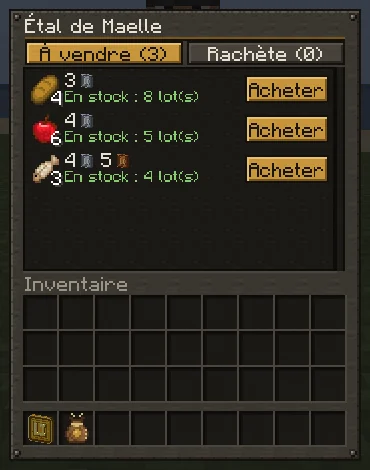 Étal de Maelle
À vendre (3) Rachète (0)
4 3
En stock : 8 lot(s) Acheter
6 4
En stock : 5 lot(s) Acheter
3 4 5
En stock : 4 lot(s) Acheter
Inventaire